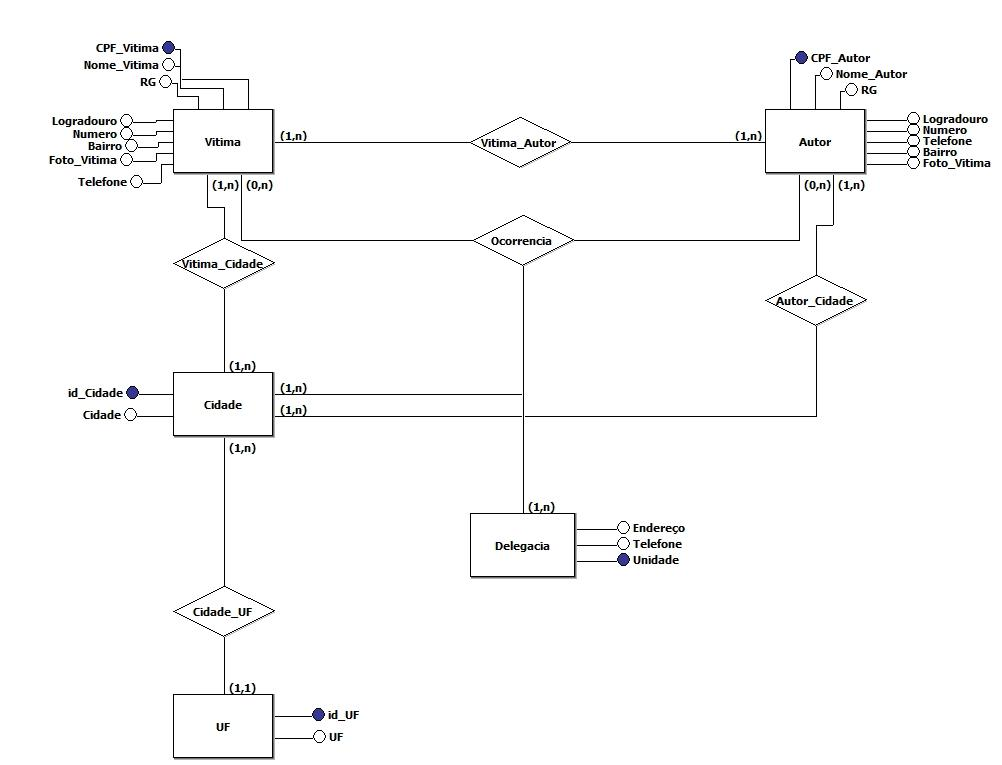 CPF_Vitima
Nome_Vitima
RG
Logradouro
Numero
Bairro
Foto_Vitima
Telefone
Vitima
(1,n)
Vitima_Autor
(1,n)
CPF_Autor
Nome_Autor
RG
Autor
Logradouro
Numero
Telefone
Bairro
Foto_Vitima
(1,n) (0,n)
(0,n) (1,n)
Ocorrencia
Vitima_Cidade
Autor_Cidade
(1,n)
id_Cidade
Cidade
Cidade
(1,n)
(1,n)
(1,n)
(1,n)
Delegacia
Endereço
Telefone
Unidade
Cidade_UF
(1,1)
UF
id_UF
UF